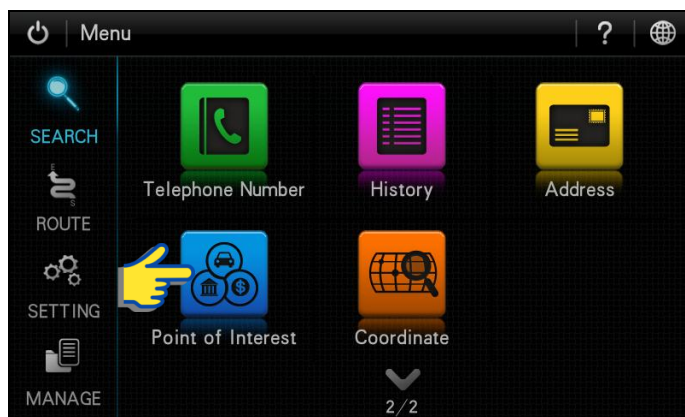 Menu
?
SEARCH
Telephone Number
History
Address
ROUTE
SETTING
Point of Interest
Coordinate
MANAGE
2/2